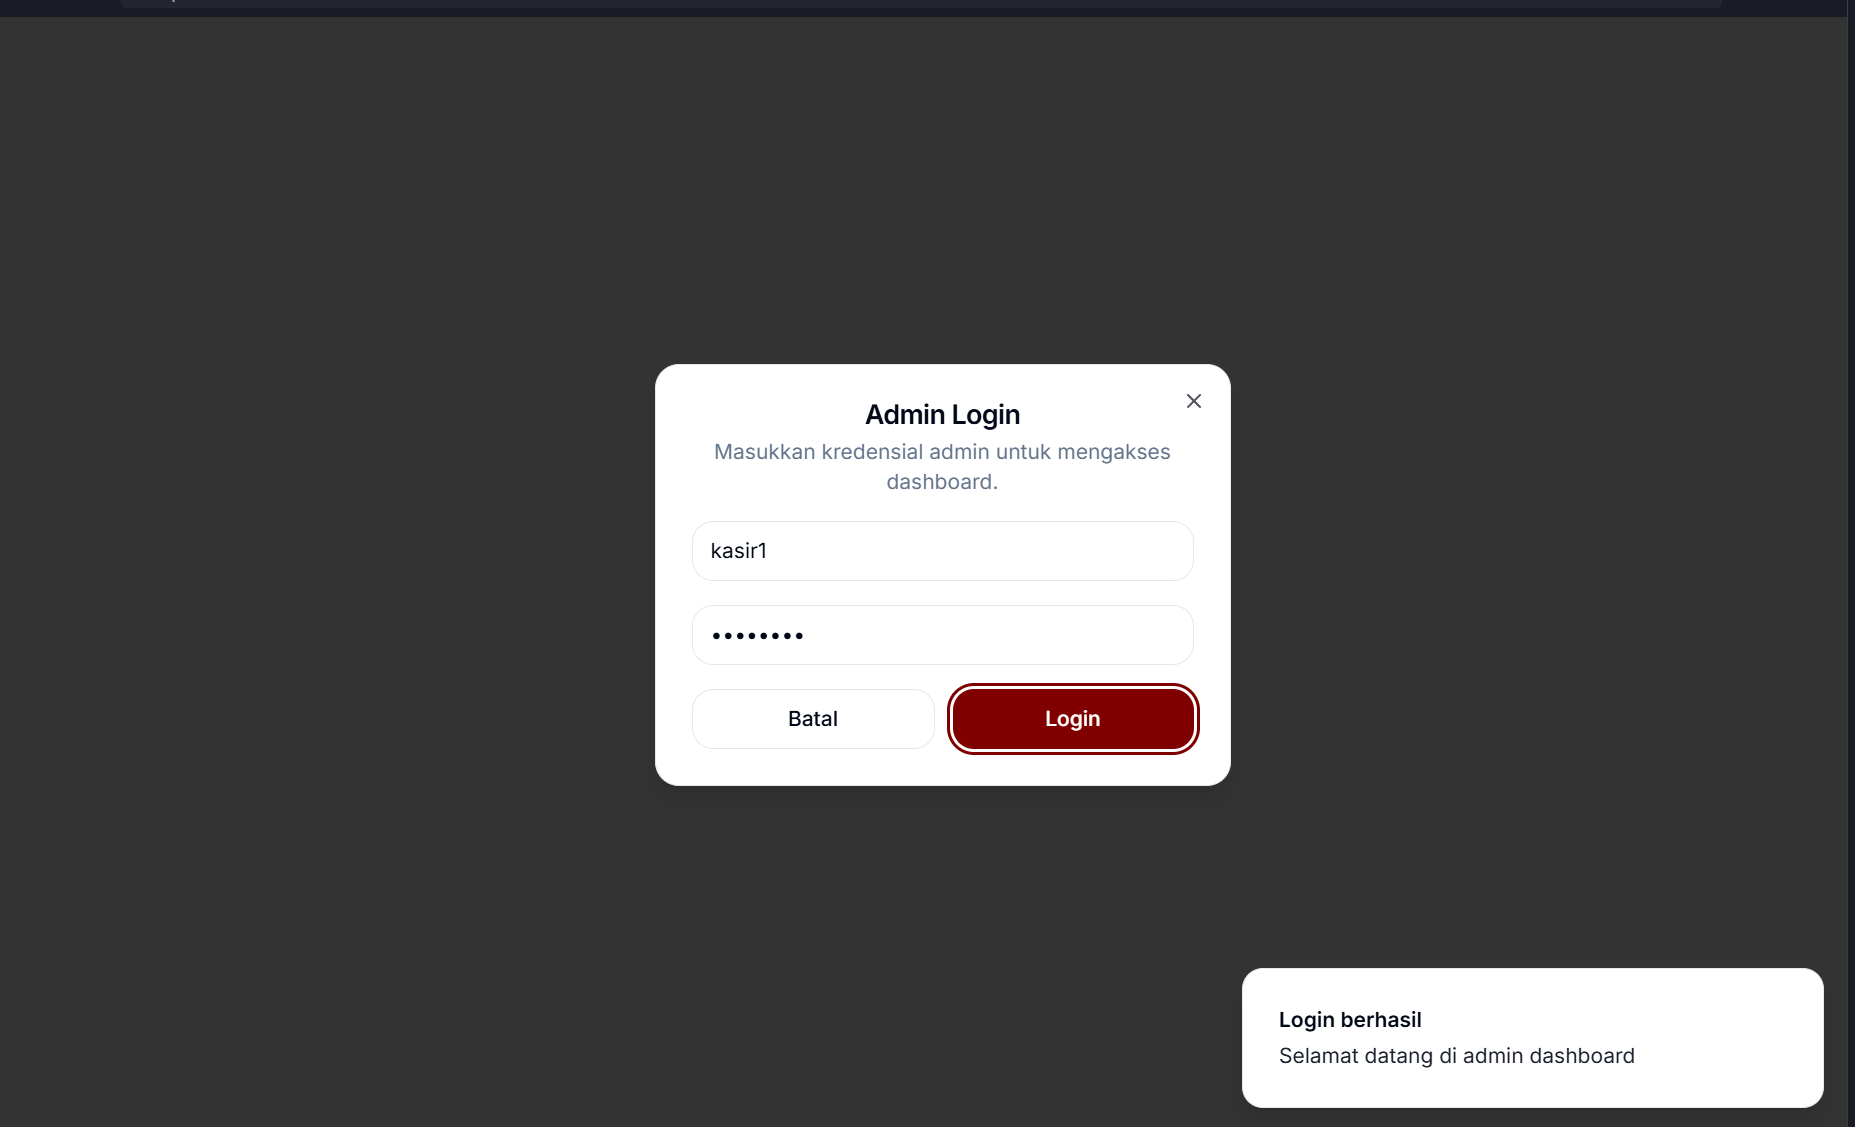 Admin Login
Masukkan kredensial admin untuk mengakses
dashboard.
kasir1
••••••••
Batal
Login
Login berhasil
Selamat datang di admin dashboard